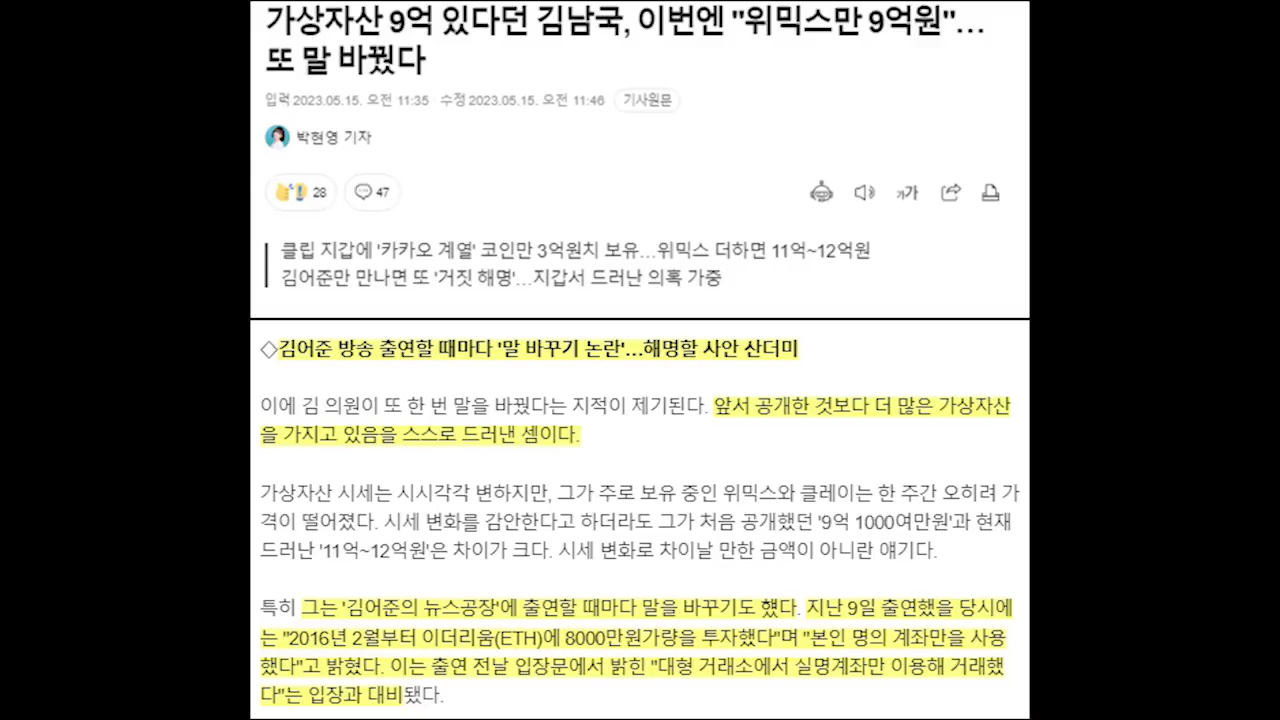 가상자산 9억 있다던 김남국, 이번엔 "위믹스만 9억원"…
또 말 바꿨다
입력 2023.05.15. 오전 11:35 · 수정 2023.05.15. 오전 11:46 기사원문
박현영 기자
28 47 가가
클립 지갑에 '카카오 계열' 코인만 3억원치 보유…위믹스 더하면 11억~12억원
김어준만 만나면 또 '거짓 해명'…지갑서 드러난 의혹 가중
◇김어준 방송 출연할 때마다 '말 바꾸기 논란'…해명할 사안 산더미
이에 김 의원이 또 한 번 말을 바꿨다는 지적이 제기된다. 앞서 공개한 것보다 더 많은 가상자산
을 가지고 있음을 스스로 드러낸 셈이다.
가상자산 시세는 시시각각 변하지만, 그가 주로 보유 중인 위믹스와 클레이는 한 주간 오히려 가
격이 떨어졌다. 시세 변화를 감안한다고 하더라도 그가 처음 공개했던 '9억 1000여만원'과 현재
드러난 '11억~12억원'은 차이가 크다. 시세 변화로 차이날 만한 금액이 아니란 얘기다.
특히 그는 '김어준의 뉴스공장'에 출연할 때마다 말을 바꾸기도 했다. 지난 9일 출연했을 당시에
는 "2016년 2월부터 이더리움(ETH)에 8000만원가량을 투자했다"며 "본인 명의 계좌만을 사용
했다"고 밝혔다. 이는 출연 전날 입장문에서 밝힌 "대형 거래소에서 실명계좌만 이용해 거래했
다"는 입장과 대비됐다.